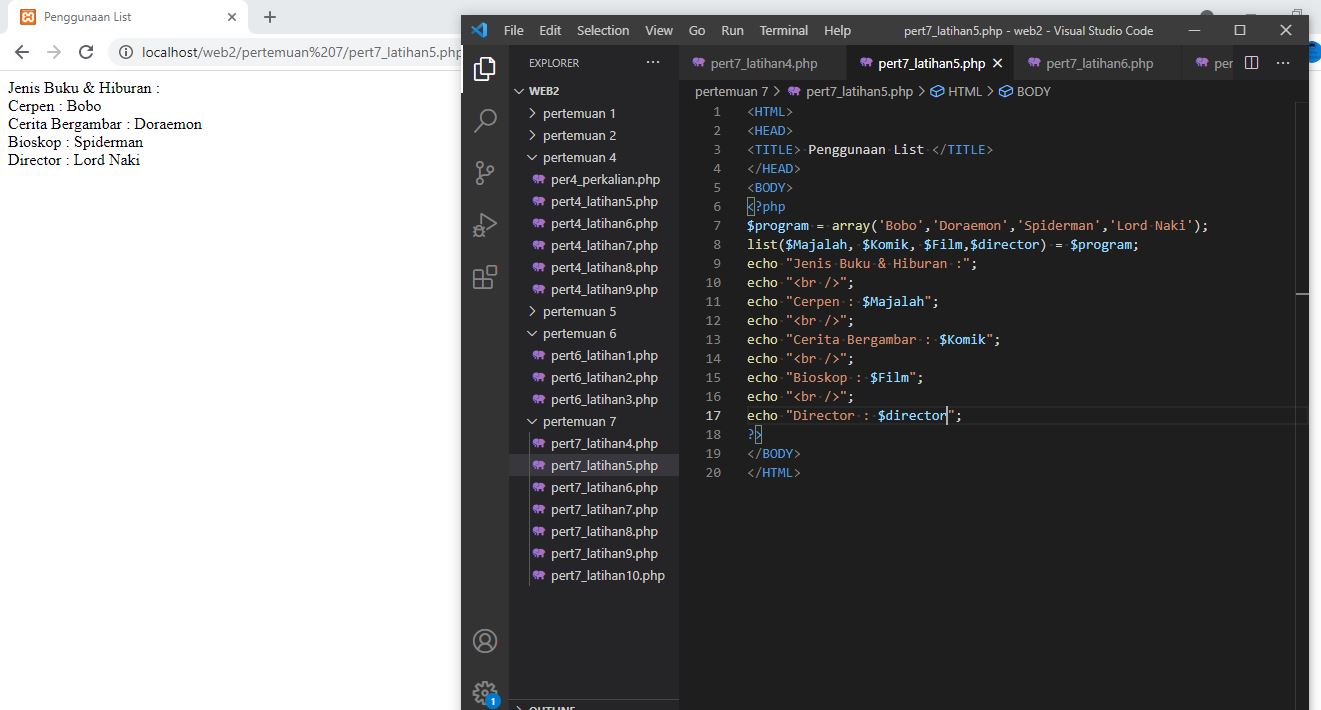 Penggunaan List
localhost/web2/pertemuan%207/pert7_latihan5.php
Jenis Buku & Hiburan :
Cerpen : Bobo
Cerita Bergambar : Doraemon
Bioskop : Spiderman
Director : Lord Naki
File Edit Selection View Go Run Terminal Help pert7_latihan5.php - web2 - Visual Studio Code
EXPLORER
WEB2
pertemuan 1
pertemuan 2
pertemuan 4
per4_perkalian.php
pert4_latihan5.php
pert4_latihan6.php
pert4_latihan7.php
pert4_latihan8.php
pert4_latihan9.php
pertemuan 5
pertemuan 6
pert6_latihan1.php
pert6_latihan2.php
pert6_latihan3.php
pertemuan 7
pert7_latihan4.php
pert7_latihan5.php
pert7_latihan6.php
pert7_latihan7.php
pert7_latihan8.php
pert7_latihan9.php
pert7_latihan10.php
OUTLINE
1
pert7_latihan4.php pert7_latihan5.php pert7_latihan6.php per
pertemuan 7 > pert7_latihan5.php > HTML > BODY
1 <HTML>
2 <HEAD>
3 <TITLE> Penggunaan List </TITLE>
4 </HEAD>
5 <BODY>
6 <?php
7 $program = array('Bobo','Doraemon','Spiderman','Lord Naki');
8 list($Majalah, $Komik, $Film,$director) = $program;
9 echo "Jenis Buku & Hiburan :";
10 echo "<br />";
11 echo "Cerpen : $Majalah";
12 echo "<br />";
13 echo "Cerita Bergambar : $Komik";
14 echo "<br />";
15 echo "Bioskop : $Film";
16 echo "<br />";
17 echo "Director : $director";
18 ?>
19 </BODY>
20 </HTML>